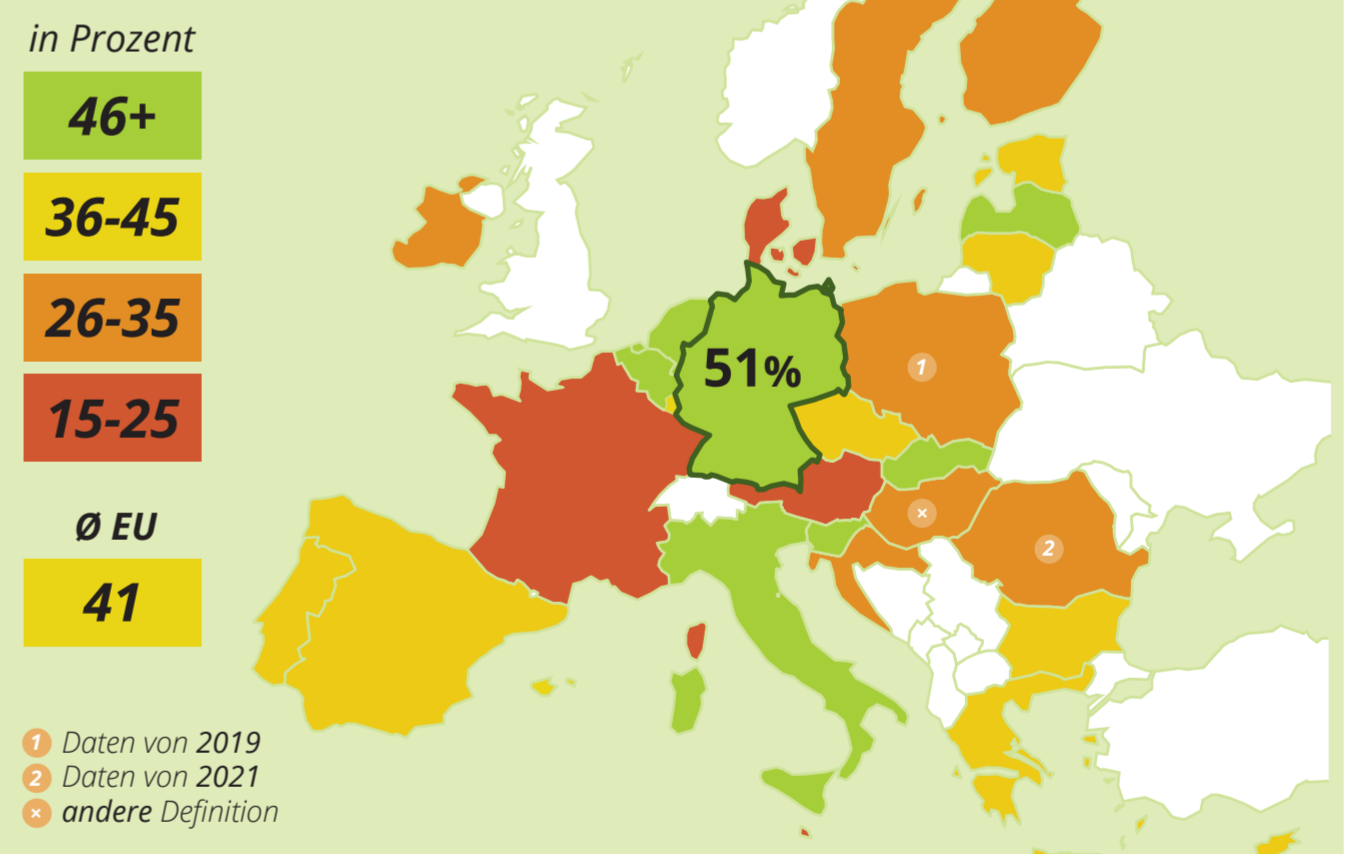 in Prozent
46+
36-45
26-35
15-25
Ø EU
41
51%
1
×
2
1 Daten von 2019
2 Daten von 2021
× andere Definition